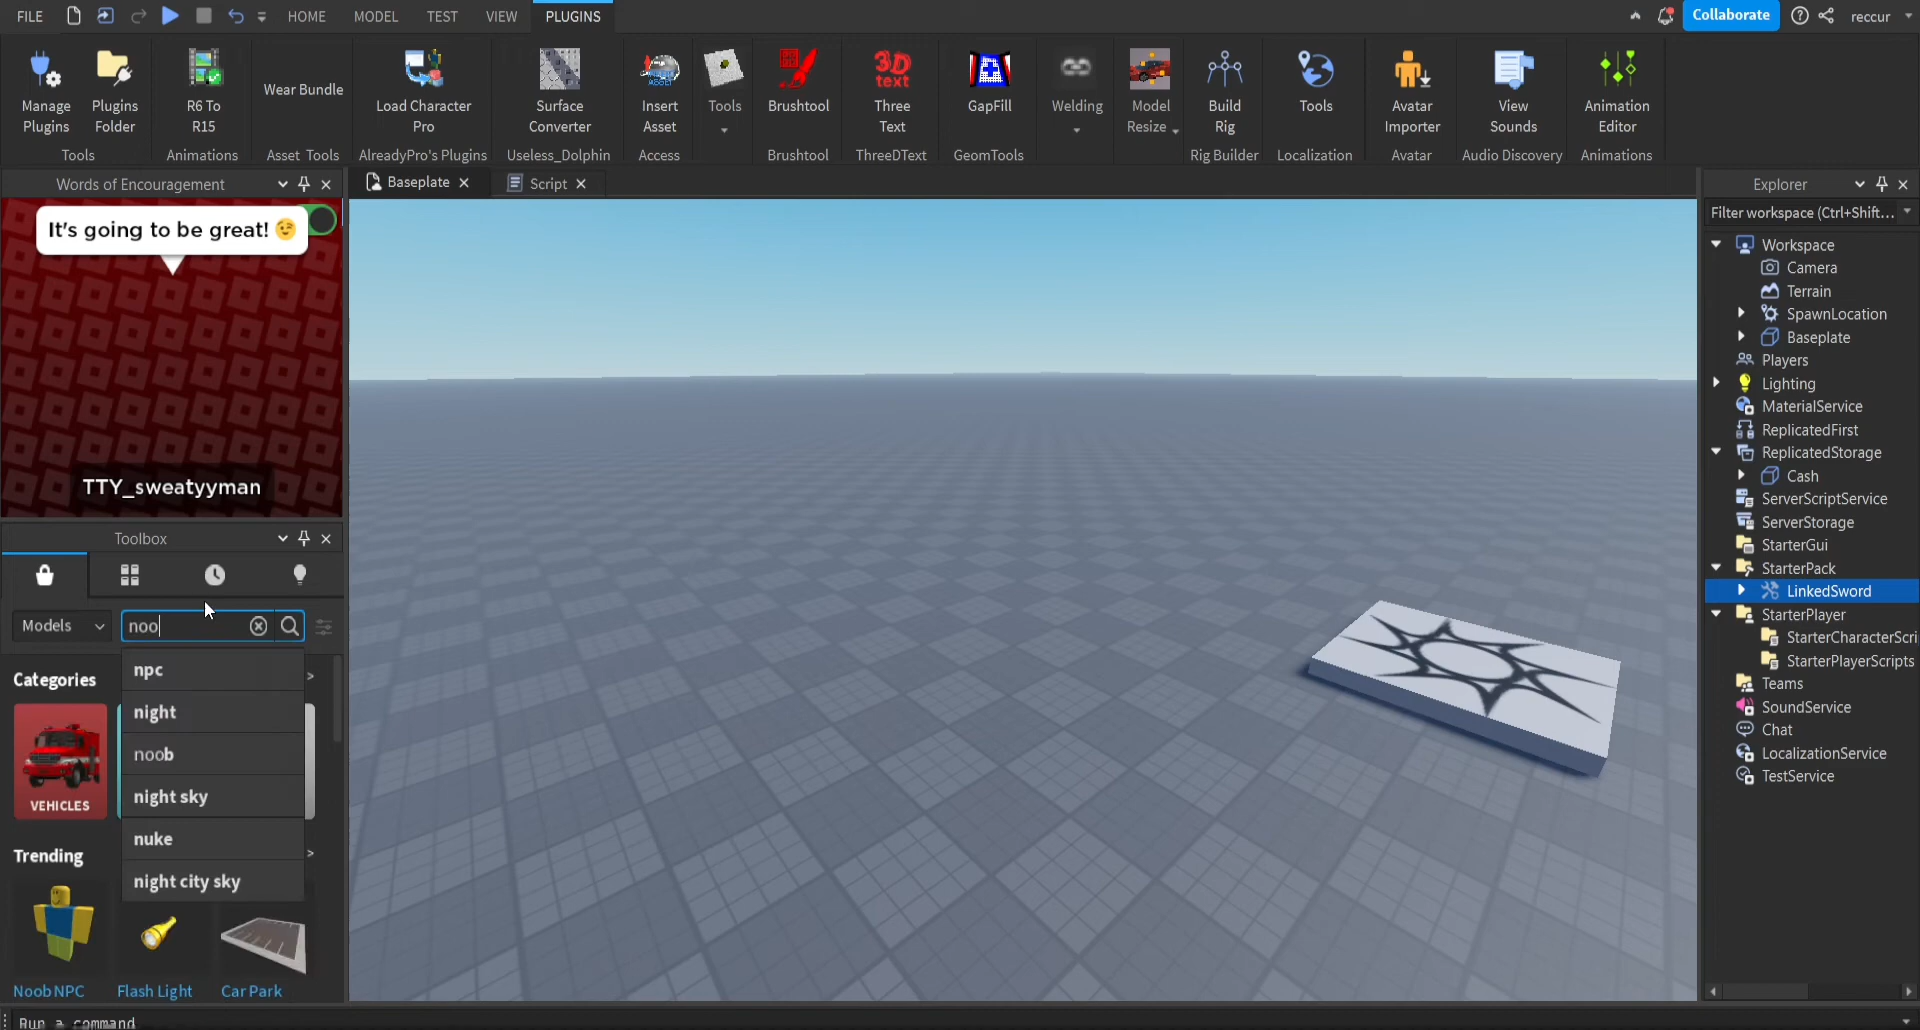 FILE
HOME
MODEL
TEST
VIEW
PLUGINS
Collaborate
reccur
Manage
Plugins
Plugins
Folder
Tools
R6 To
R15
Animations
Wear Bundle
Asset Tools
Load Character
Pro
AlreadyPro's Plugins
Surface
Converter
Useless_Dolphin
Insert
Asset
Access
Tools
Brushtool
Brushtool
3D
text
Three
Text
ThreeDText
GapFill
GeomTools
Welding
Model
Resize
Build
Rig
Rig Builder
Tools
Localization
Avatar
Importer
Avatar
View
Sounds
Audio Discovery
Animation
Editor
Animations
Words of Encouragement
It's going to be great! 😉
TTY_sweatyyman
Baseplate
Script
Toolbox
Models
noo
npc
night
noob
night sky
nuke
night city sky
Categories
VEHICLES
Trending
Noob NPC
Flash Light
Car Park
Run a command
Explorer
Filter workspace (Ctrl+Shift...
Workspace
Camera
Terrain
SpawnLocation
Baseplate
Players
Lighting
MaterialService
ReplicatedFirst
ReplicatedStorage
Cash
ServerScriptService
ServerStorage
StarterGui
StarterPack
LinkedSword
StarterPlayer
StarterCharacterScri
StarterPlayerScripts
Teams
SoundService
Chat
LocalizationService
TestService